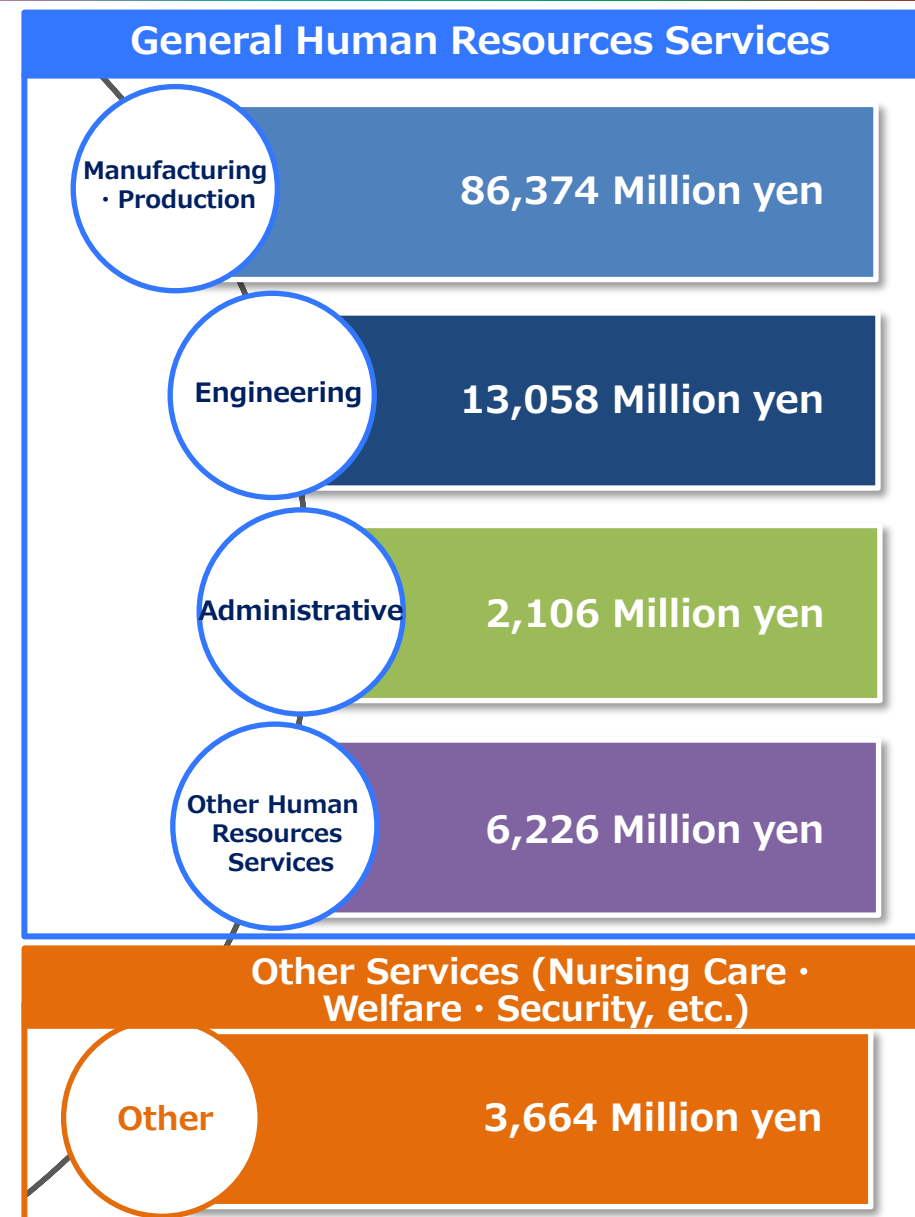 General Human Resources Services
Manufacturing
・Production
86,374 Million yen
Engineering
13,058 Million yen
Administrative
2,106 Million yen
Other Human
Resources
Services
6,226 Million yen
Other Services (Nursing Care・
Welfare・Security, etc.)
Other
3,664 Million yen